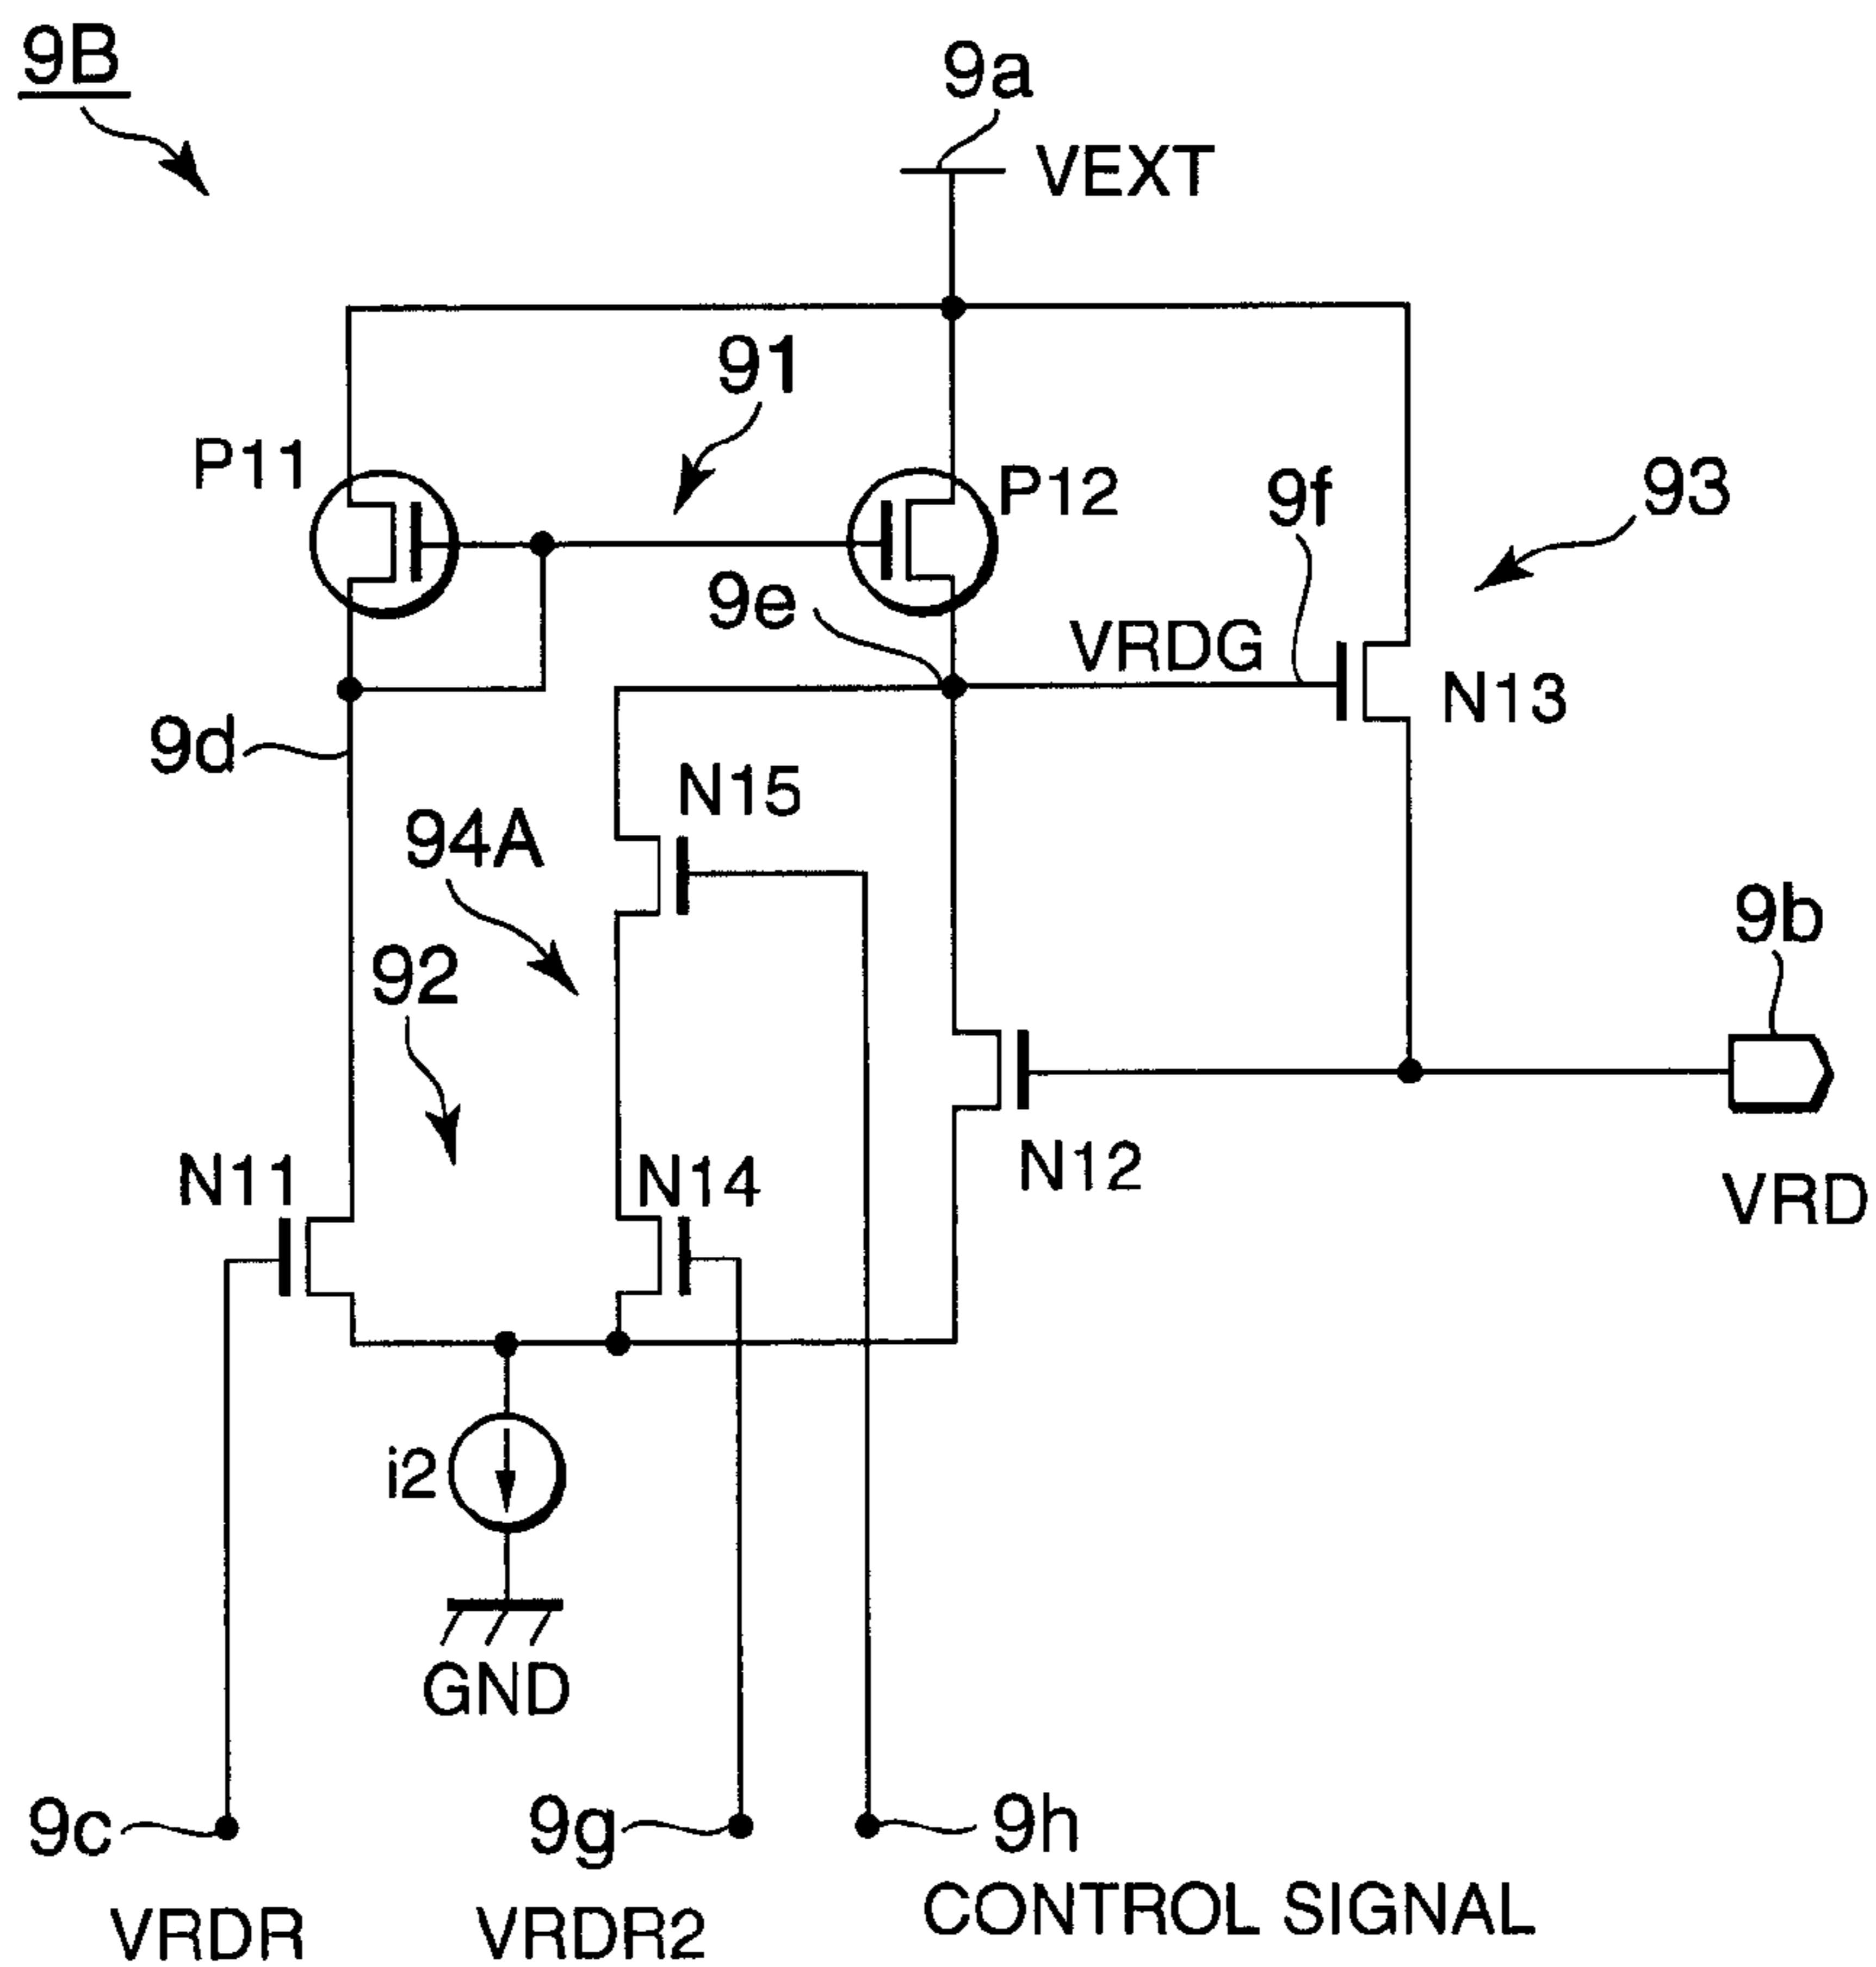 9B
9a
VEXT
91
P11
P12
9f
93
9e
VRDG
N13
9d
N15
94A
9b
92
N11
N14
N12
VRD
i2
GND
9c
9g
9h
VRDR
VRDR2
CONTROL SIGNAL